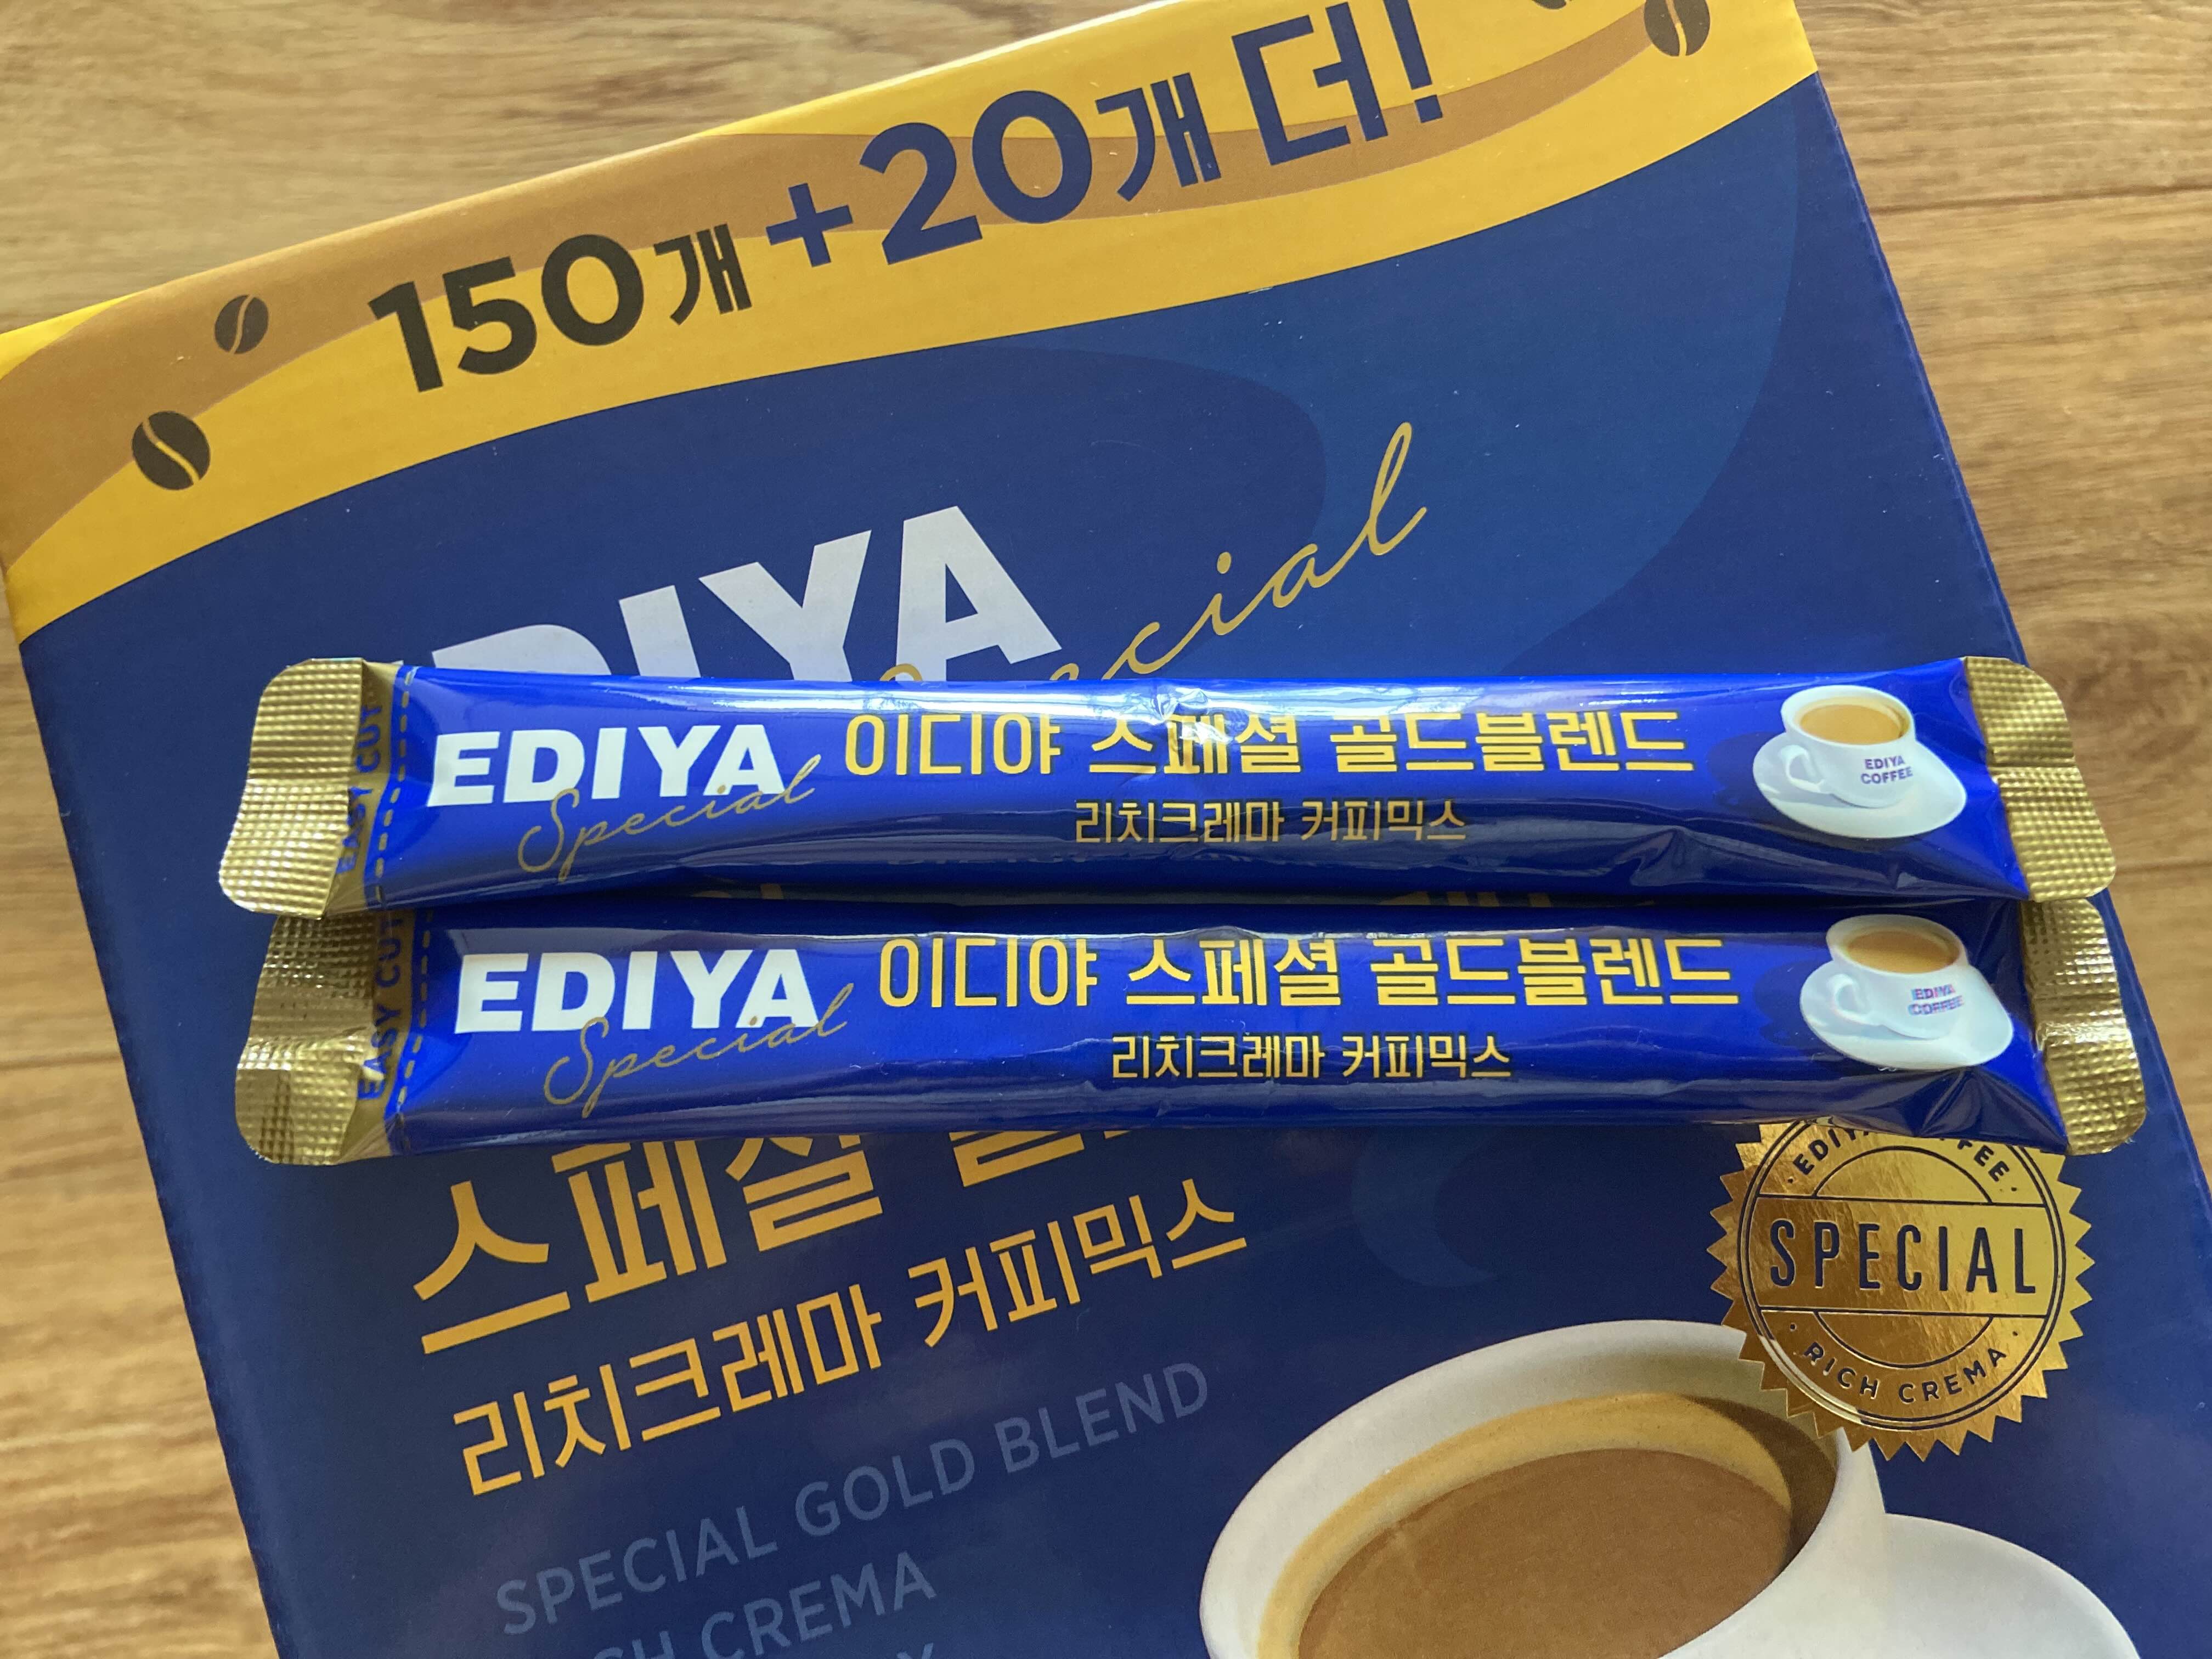 150개+20개 더!
EDIYA
Special
EASY CUT
EDIYA
Special
이디야 스페셜 골드블렌드
리치크레마 커피믹스
EDIYA
COFFEE
EASY CUT
EDIYA
Special
이디야 스페셜 골드블렌드
리치크레마 커피믹스
EDIYA
COFFEE
스페셜
리치크레마 커피믹스
SPECIAL GOLD BLEND
CREMA
SPECIAL
RICH CREMA